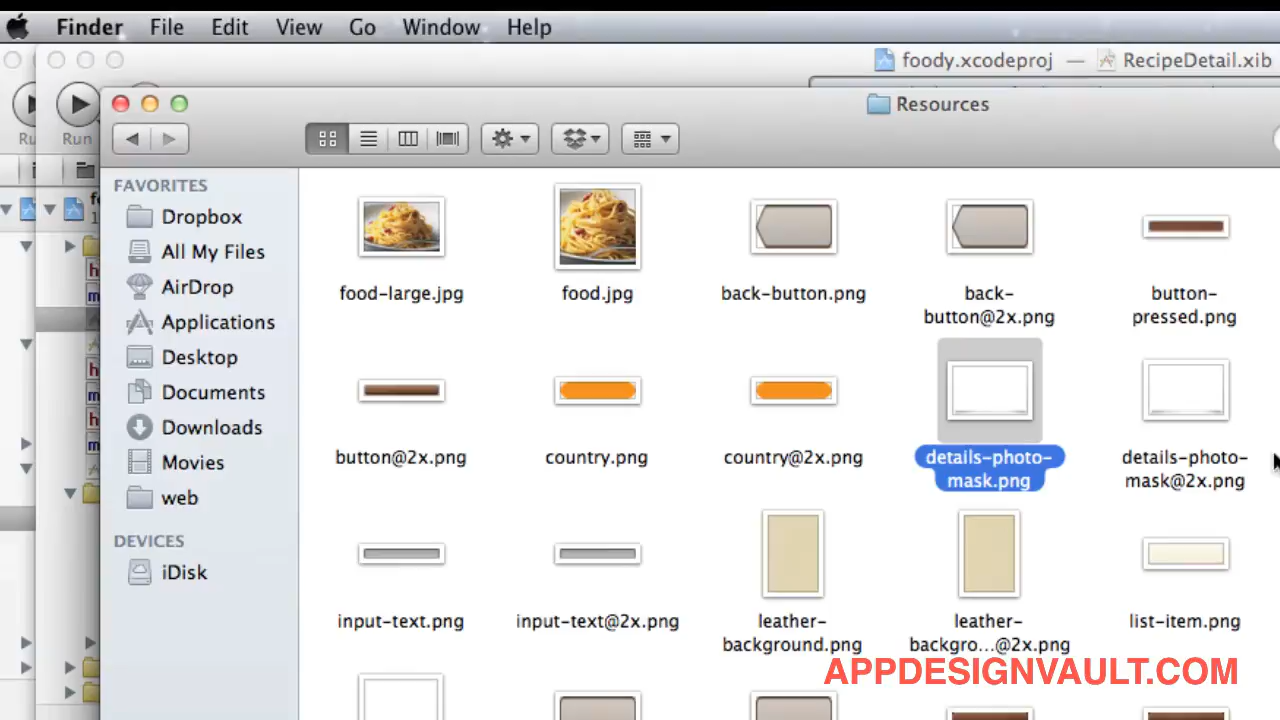 Finder File Edit View Go Window Help
foody.xcodeproj — RecipeDetail.xib
Resources
Ru
Run
FAVORITES
Dropbox
All My Files
AirDrop
Applications
Desktop
Documents
Downloads
Movies
web
DEVICES
iDisk
food-large.jpg
food.jpg
back-button.png
back-
button@2x.png
button-
pressed.png
button@2x.png
country.png
country@2x.png
details-photo-
mask.png
details-photo-
mask@2x.png
input-text.png
input-text@2x.png
leather-
background.png
leather-
backgro...@2x.png
list-item.png
APPDESIGNVAULT.COM